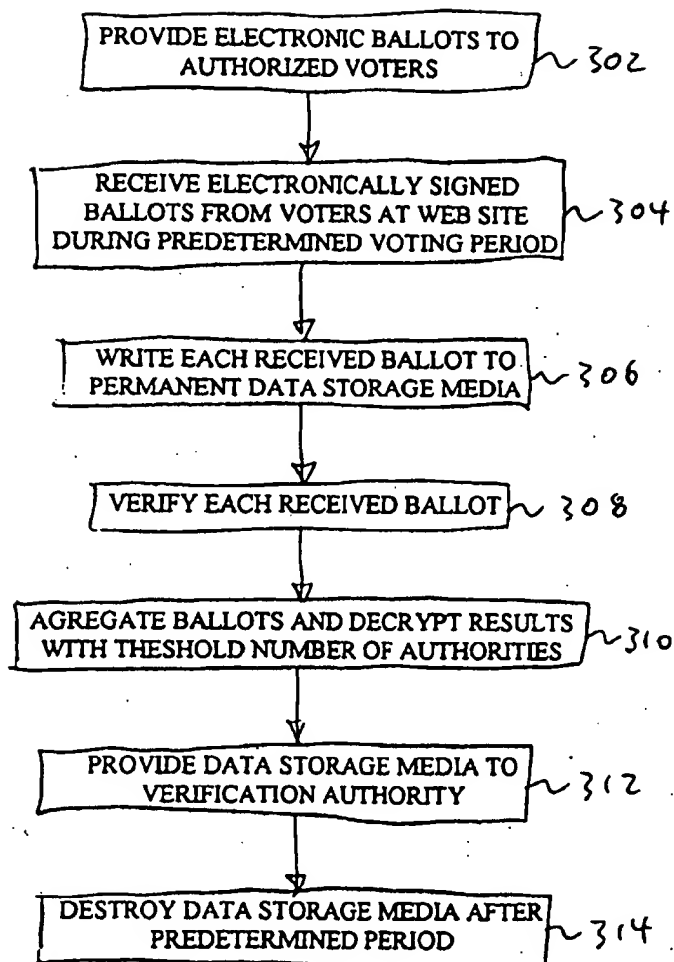 PROVIDE ELECTRONIC BALLOTS TO
AUTHORIZED VOTERS
302
RECEIVE ELECTRONICALLY SIGNED
BALLOTS FROM VOTERS AT WEB SITE
DURING PREDETERMINED VOTING PERIOD
304
WRITE EACH RECEIVED BALLOT TO
PERMANENT DATA STORAGE MEDIA
306
VERIFY EACH RECEIVED BALLOT
308
AGREGATE BALLOTS AND DECRYPT RESULTS
WITH THESHOLD NUMBER OF AUTHORITIES
310
PROVIDE DATA STORAGE MEDIA TO
VERIFICATION AUTHORITY
312
DESTROY DATA STORAGE MEDIA AFTER
PREDETERMINED PERIOD
314